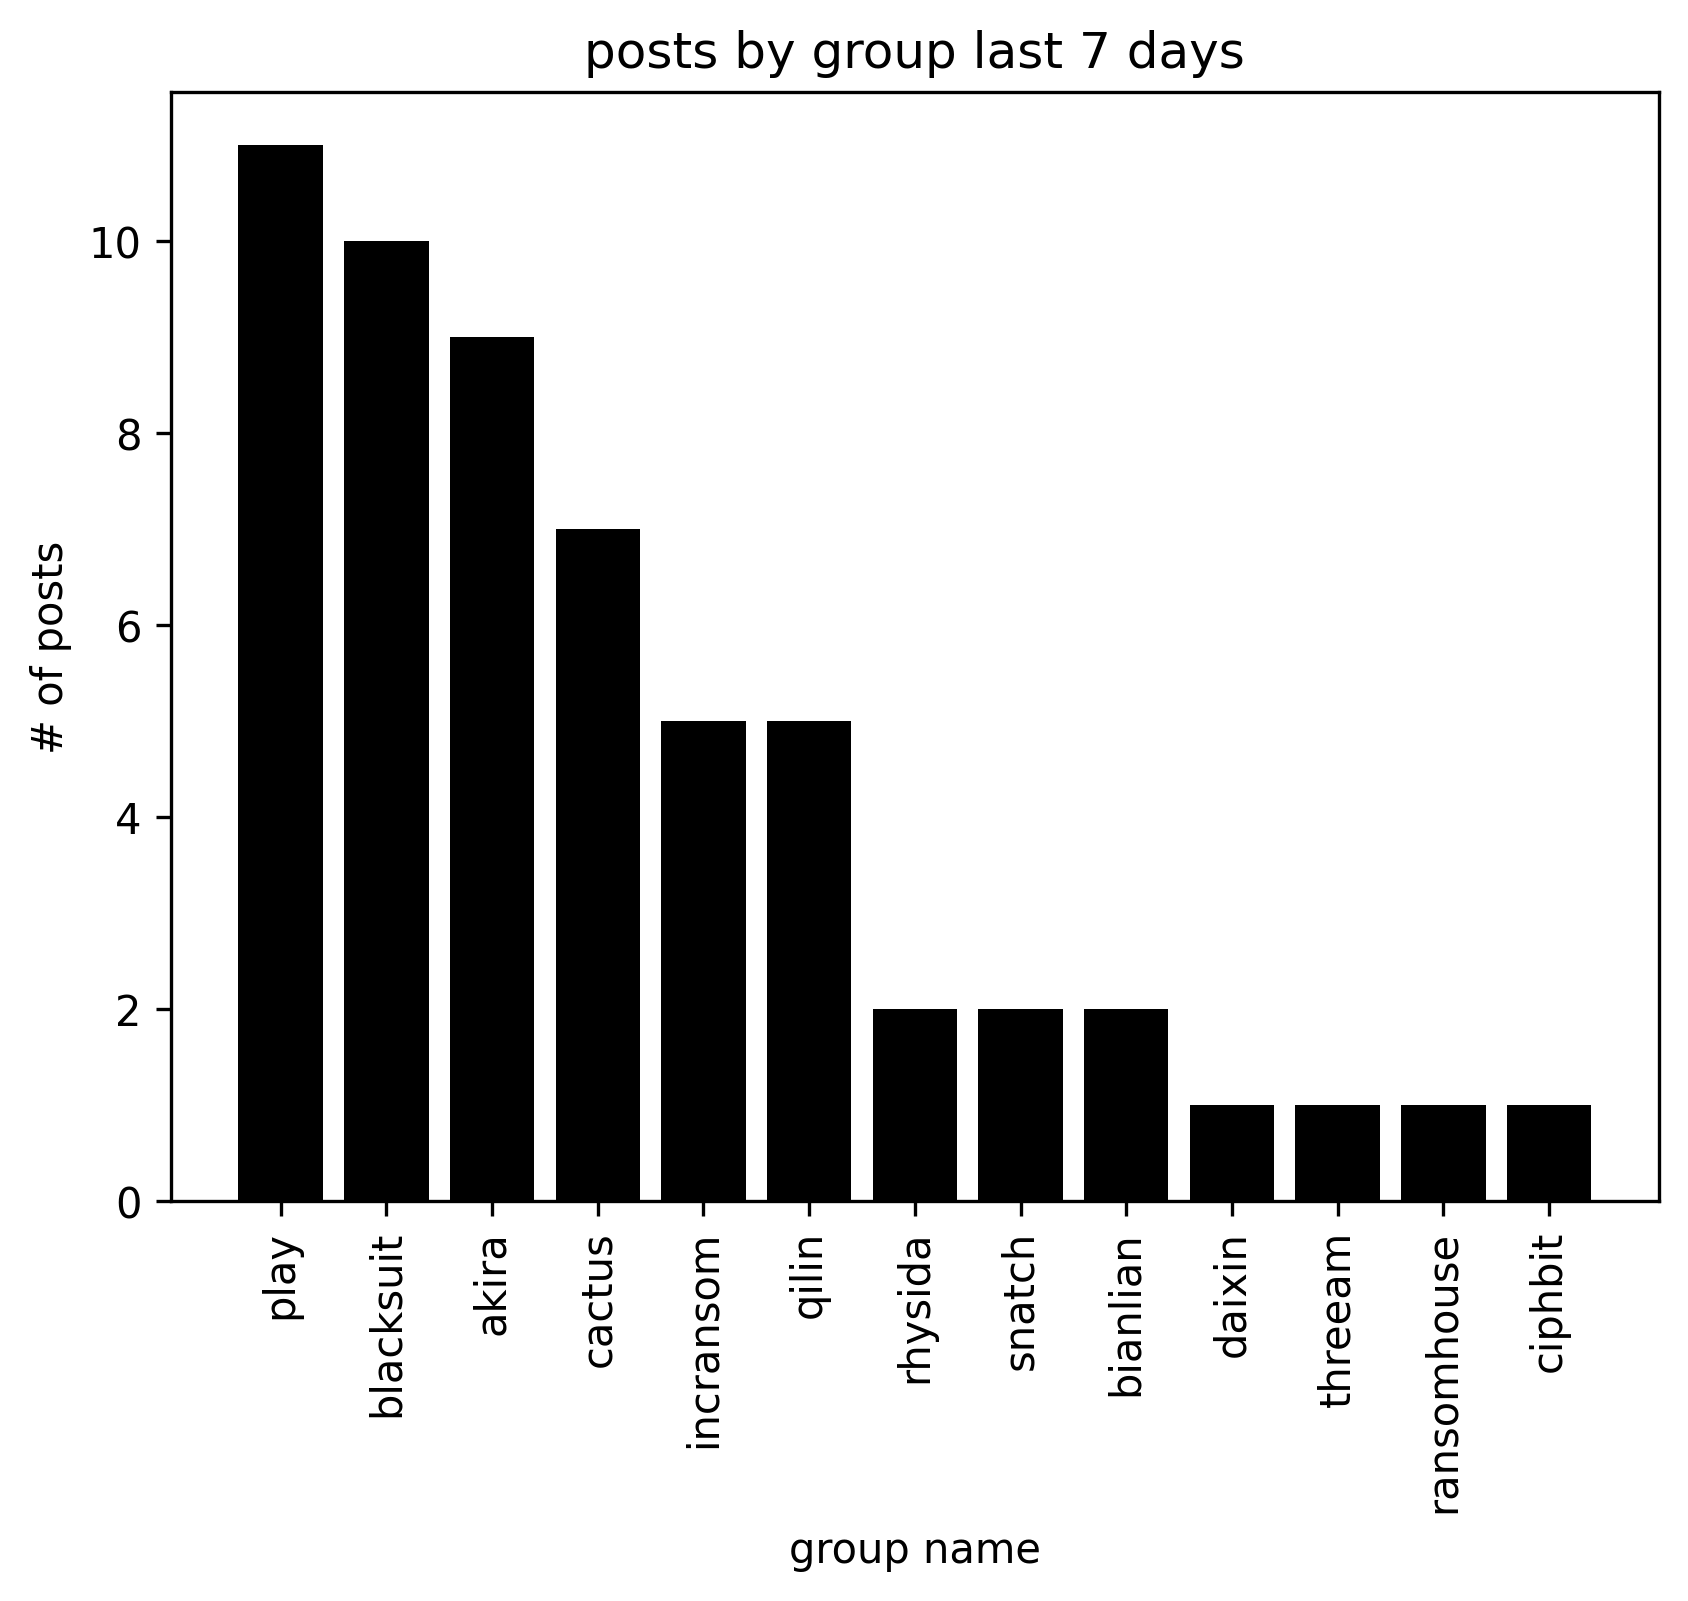 posts by group last 7 days
# of posts
10
8
6
4
2
0
play
blacksuit
akira
cactus
incransom
qilin
rhysida
snatch
bianlian
daixin
threeam
ransomhouse
ciphbit
group name